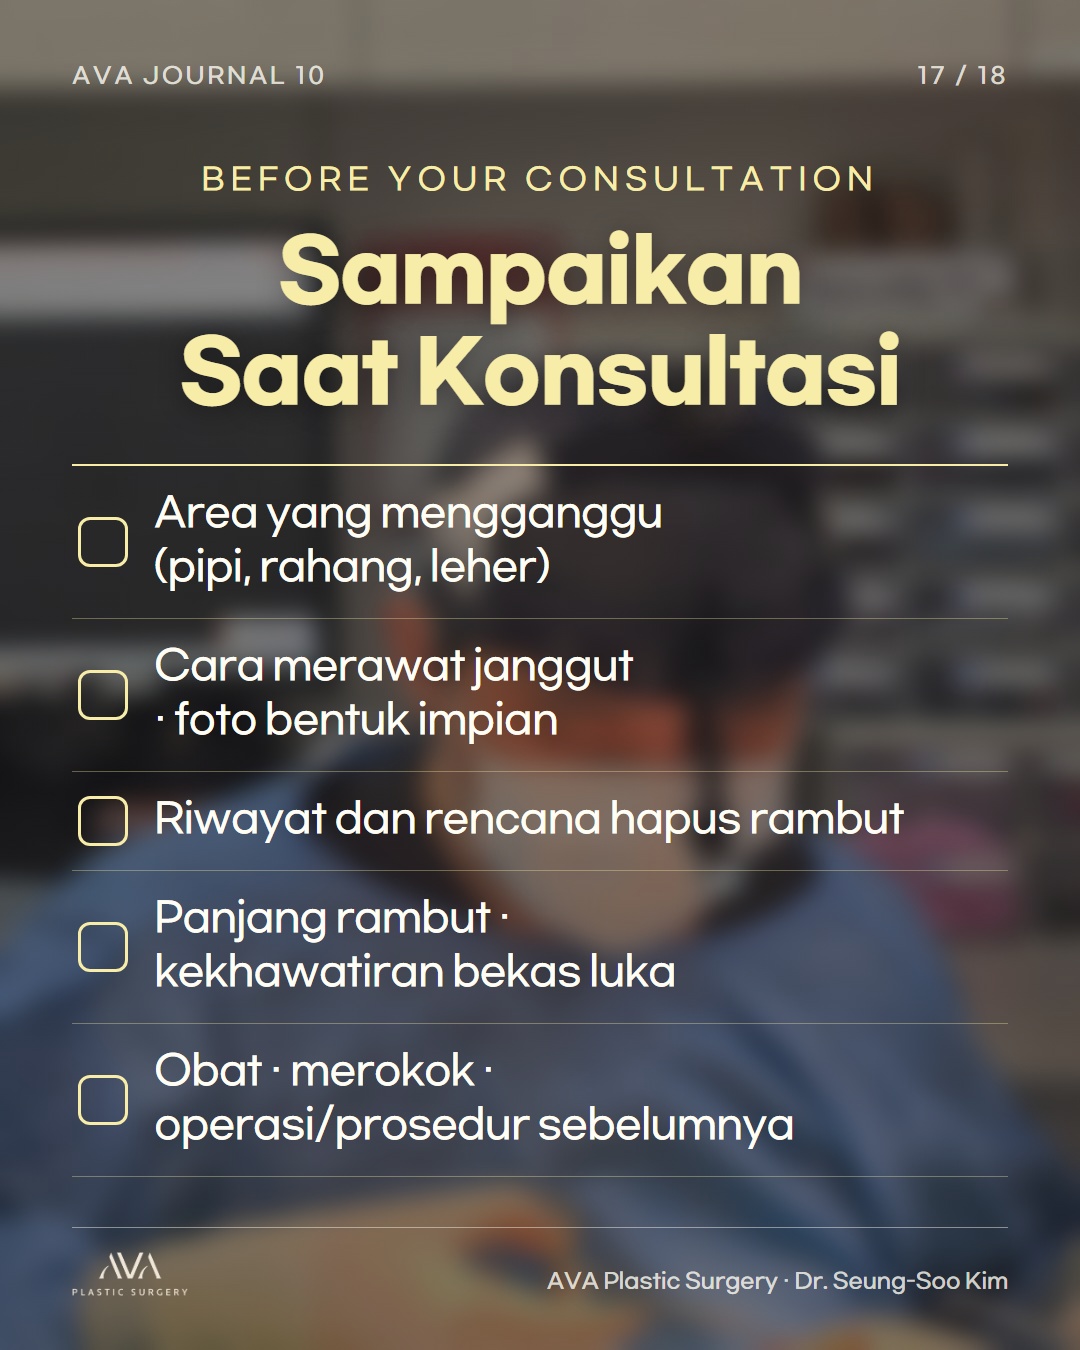 AVA JOURNAL 10
17 / 18
BEFORE YOUR CONSULTATION
Sampaikan
Saat Konsultasi
Area yang mengganggu
(pipi, rahang, leher)
Cara merawat janggut
· foto bentuk impian
Riwayat dan rencana hapus rambut
Panjang rambut ·
kekhawatiran bekas luka
Obat · merokok ·
operasi/prosedur sebelumnya
AVA
PLASTIC SURGERY
AVA Plastic Surgery · Dr. Seung-Soo Kim